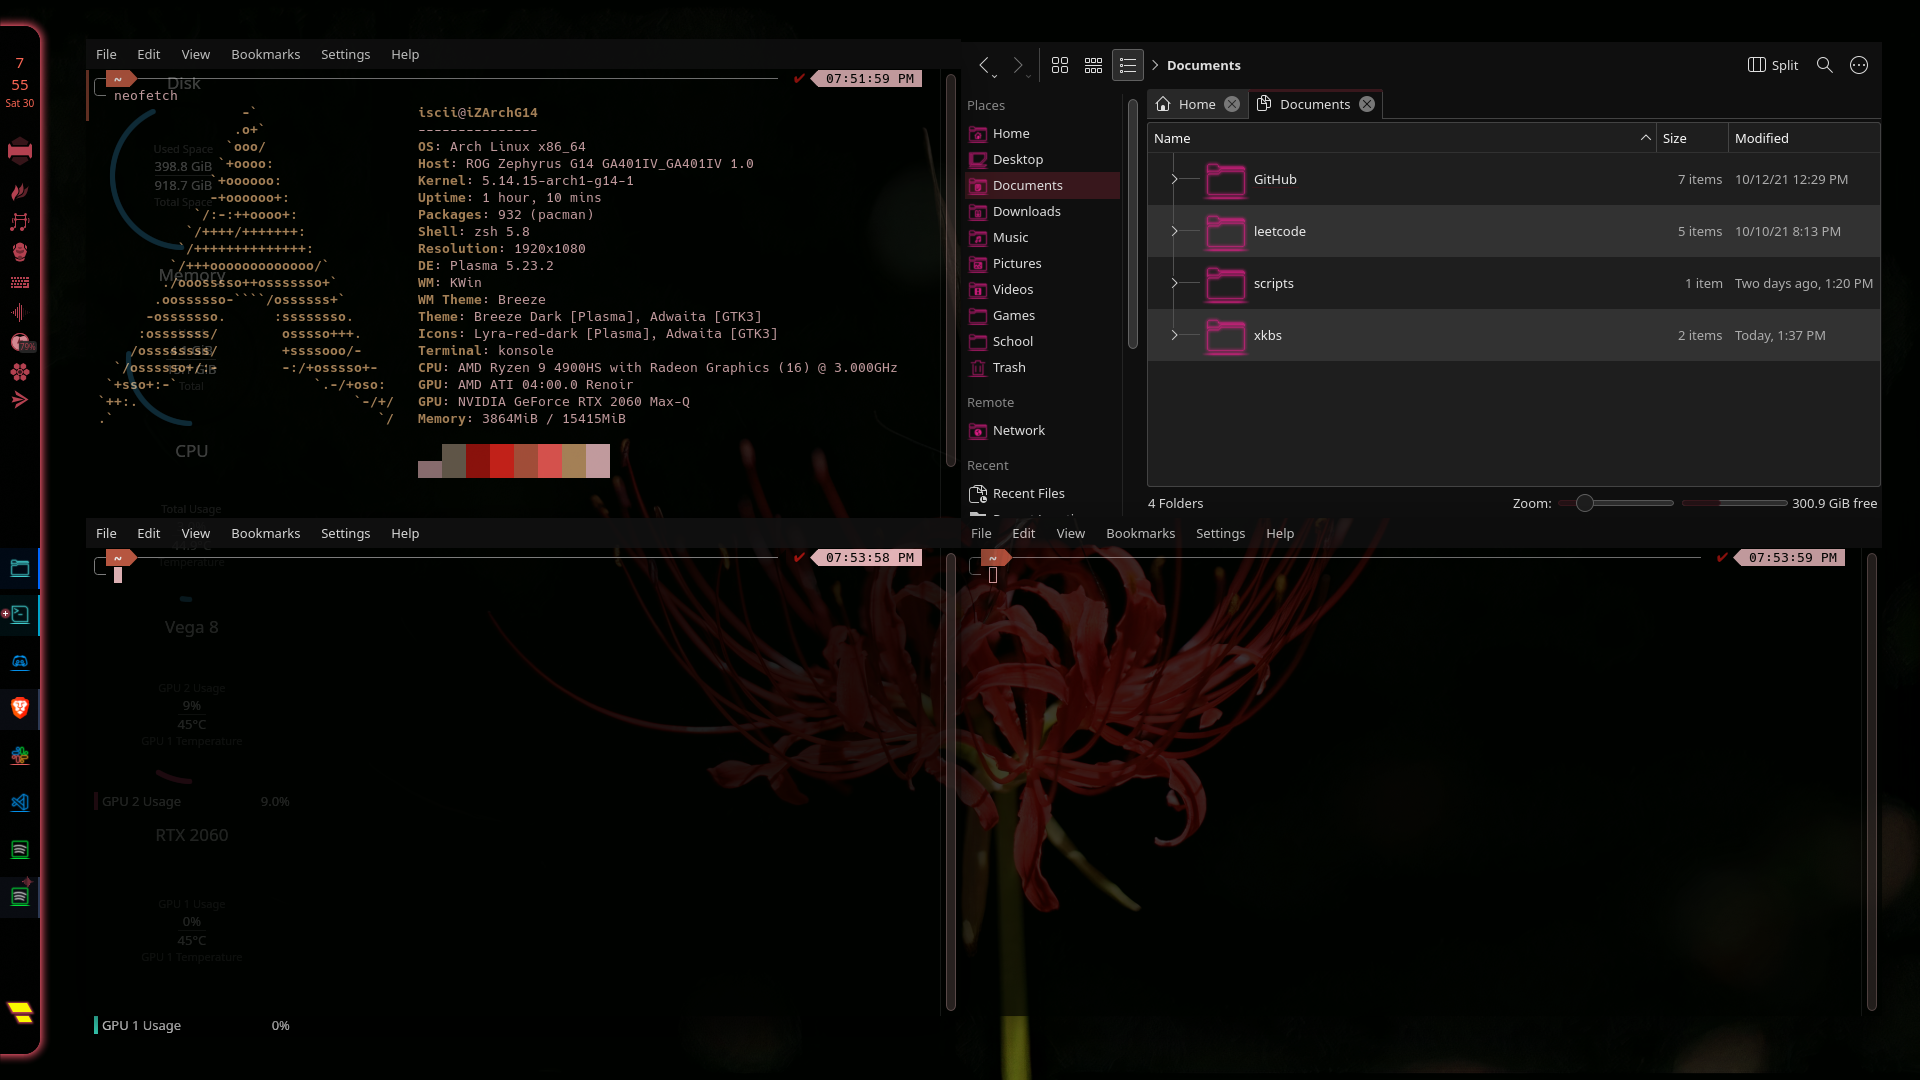 7
55
Sat 30
79%
File Edit View Bookmarks Settings Help
~ ✔ 07:51:59 PM
neofetch
iscii@iZArchG14
---------------
OS: Arch Linux x86_64
Host: ROG Zephyrus G14 GA401IV_GA401IV 1.0
Kernel: 5.14.15-arch1-g14-1
Uptime: 1 hour, 10 mins
Packages: 932 (pacman)
Shell: zsh 5.8
Resolution: 1920x1080
DE: Plasma 5.23.2
WM: KWin
WM Theme: Breeze
Theme: Breeze Dark [Plasma], Adwaita [GTK3]
Icons: Lyra-red-dark [Plasma], Adwaita [GTK3]
Terminal: konsole
CPU: AMD Ryzen 9 4900HS with Radeon Graphics (16) @ 3.000GHz
GPU: AMD ATI 04:00.0 Renoir
GPU: NVIDIA GeForce RTX 2060 Max-Q
Memory: 3864MiB / 15415MiB
Disk
Used Space
398.8 GiB
918.7 GiB
Total Space
Memory
Total
CPU
Total Usage
Temperature
Documents
Split
Places
Home
Desktop
Documents
Downloads
Music
Pictures
Videos
Games
School
Trash
Remote
Network
Recent
Recent Files
Home Documents
Name Size Modified
GitHub 7 items 10/12/21 12:29 PM
leetcode 5 items 10/10/21 8:13 PM
scripts 1 item Two days ago, 1:20 PM
xkbs 2 items Today, 1:37 PM
4 Folders Zoom: 300.9 GiB free
File Edit View Bookmarks Settings Help
~ ✔ 07:53:58 PM
File Edit View Bookmarks Settings Help
~ ✔ 07:53:59 PM
Vega 8
GPU 2 Usage
9%
45°C
GPU 1 Temperature
GPU 2 Usage 9.0%
RTX 2060
GPU 1 Usage
0%
45°C
GPU 1 Temperature
GPU 1 Usage 0%